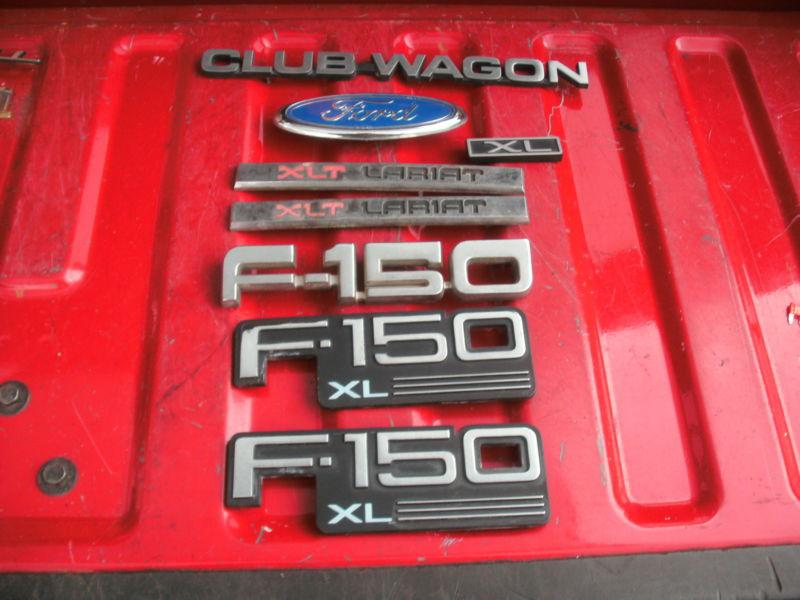 CLUB WAGON
Ford
XL
XLT LARIAT
XLT LARIAT
F-150
F-150
XL
F-150
XL